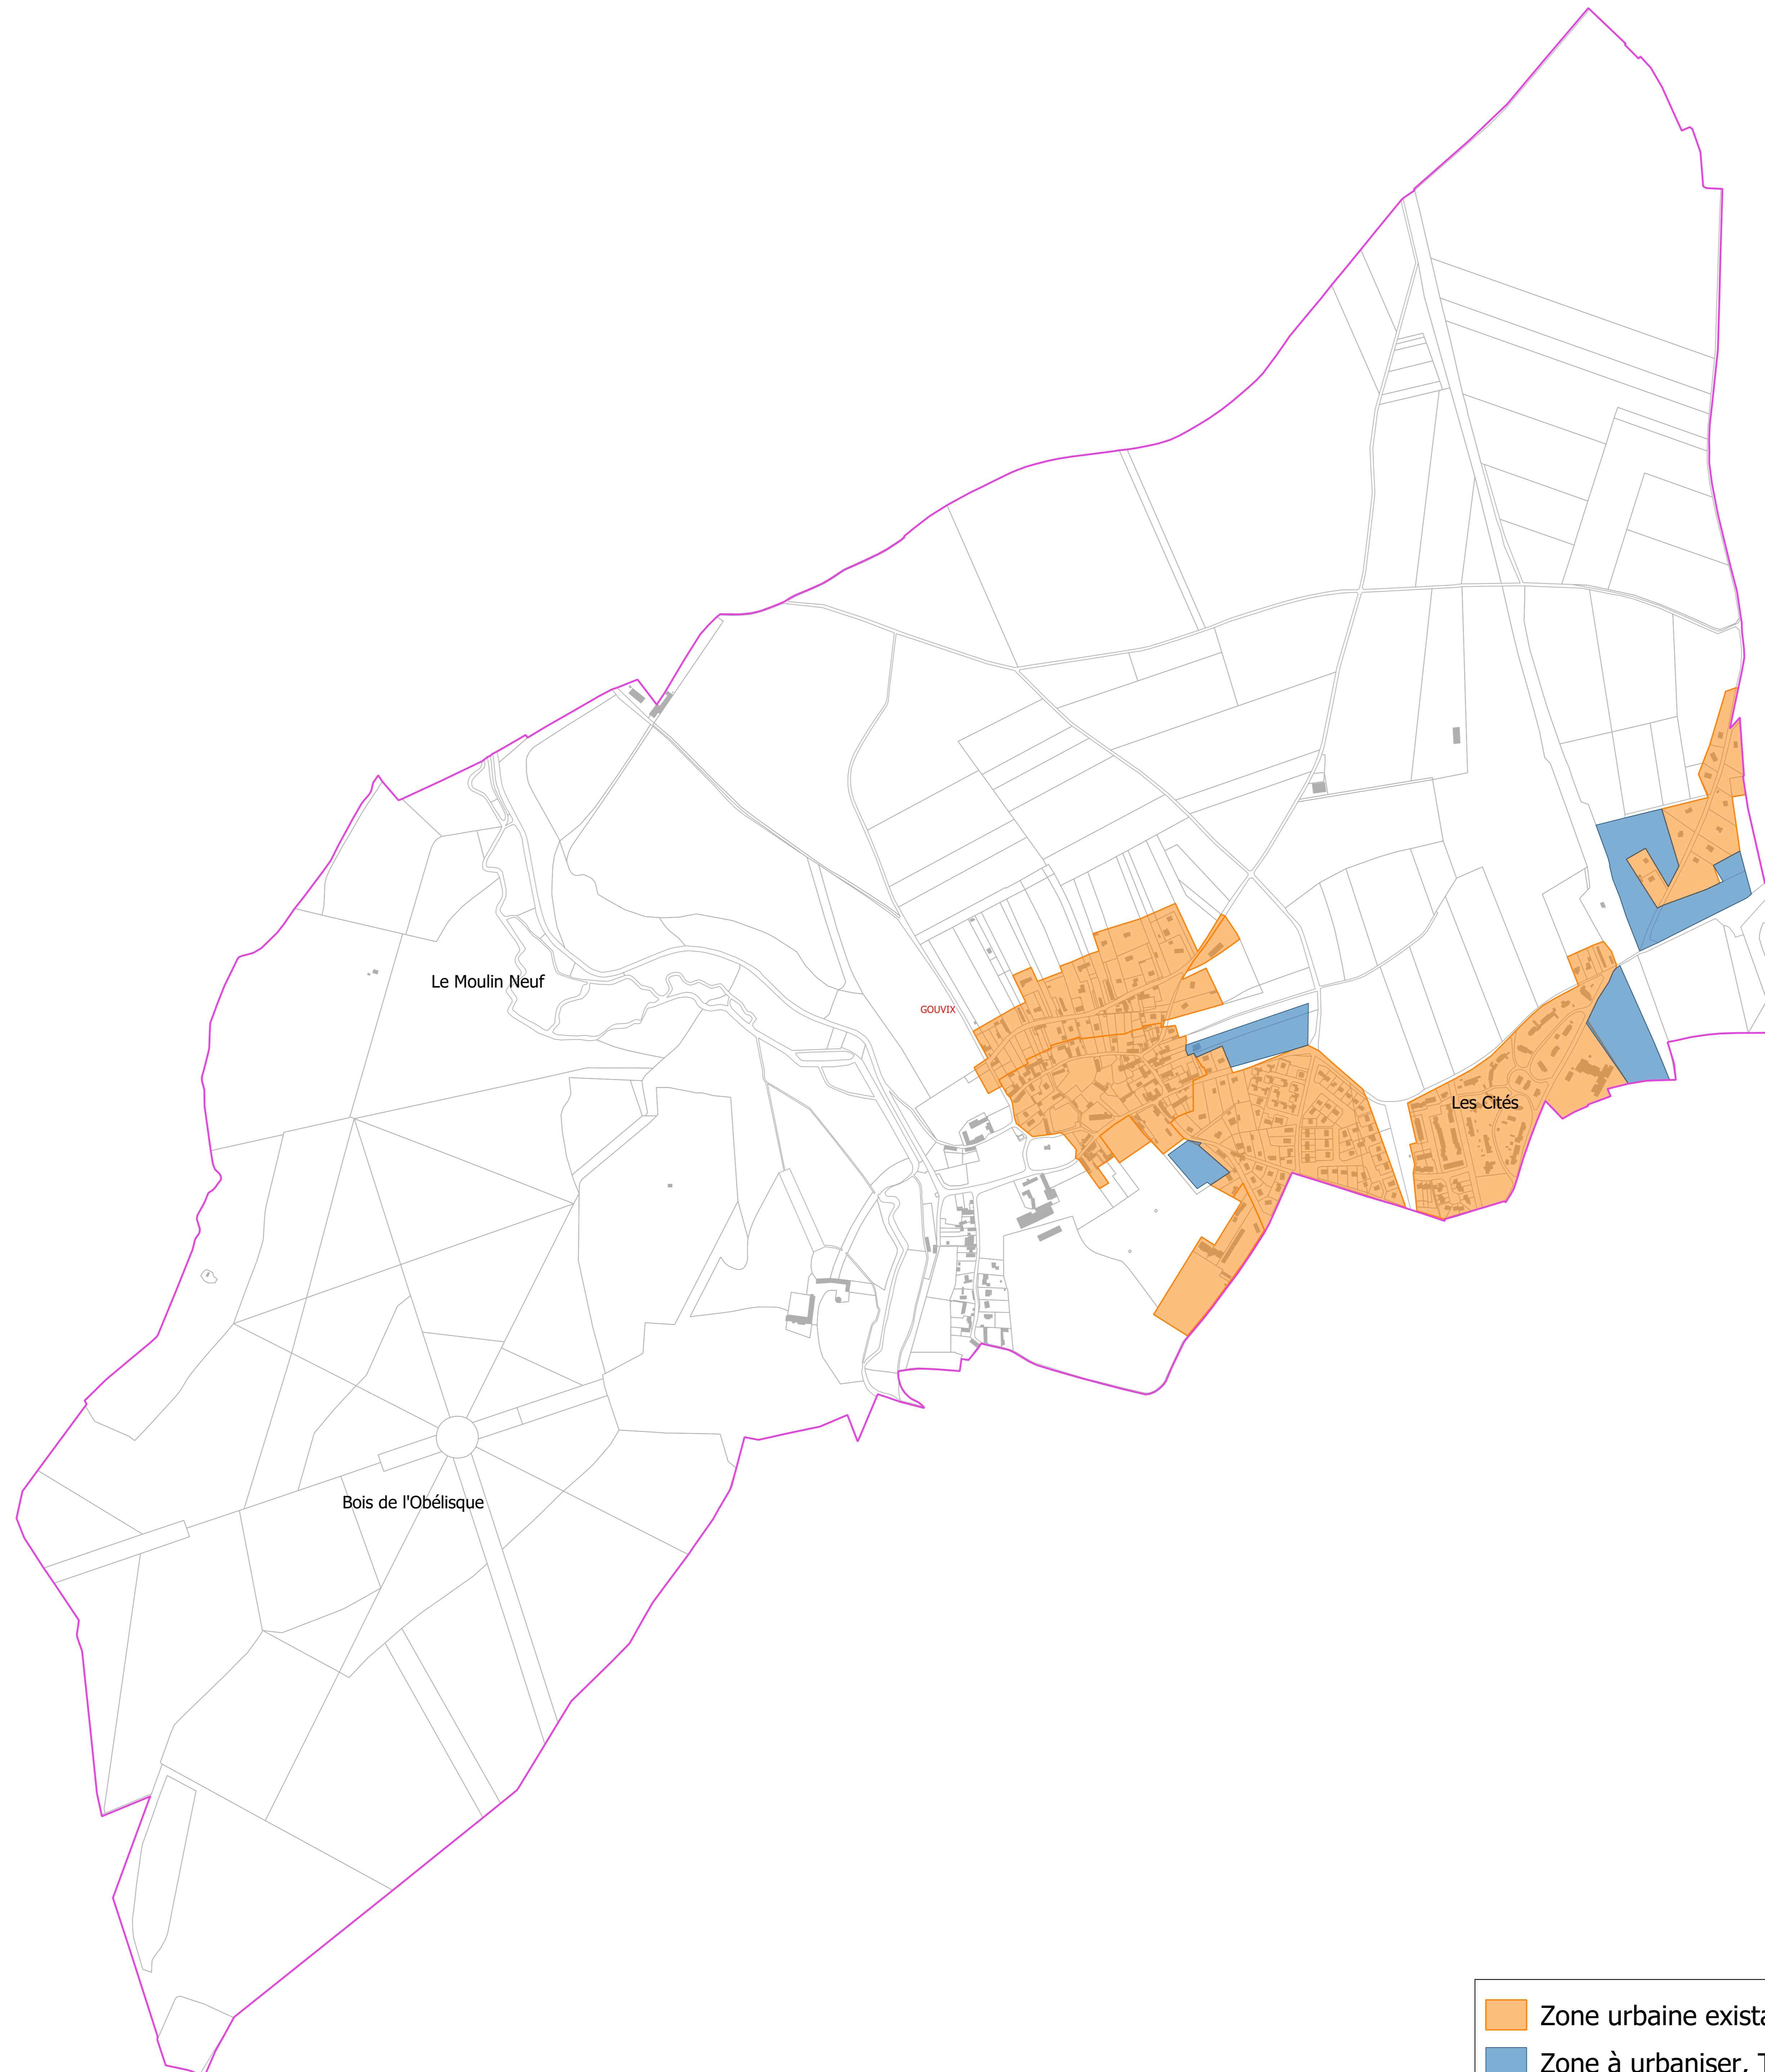 Le Moulin Neuf
GOUVIX
Les Cités
Bois de l'Obélisque
Zone urbaine exista
Zone à urbaniser, T